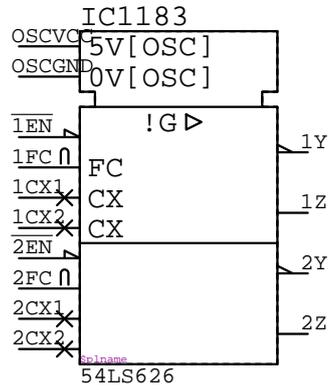 IC1183
OSCVCC 5V[OSC]
OSCGND 0V[OSC]
!G
1EN 1Y
1FC FC
1CX1 CX 1Z
1CX2 CX
2EN 2Y
2FC
2CX1 2Z
2CX2
Splname
54LS626